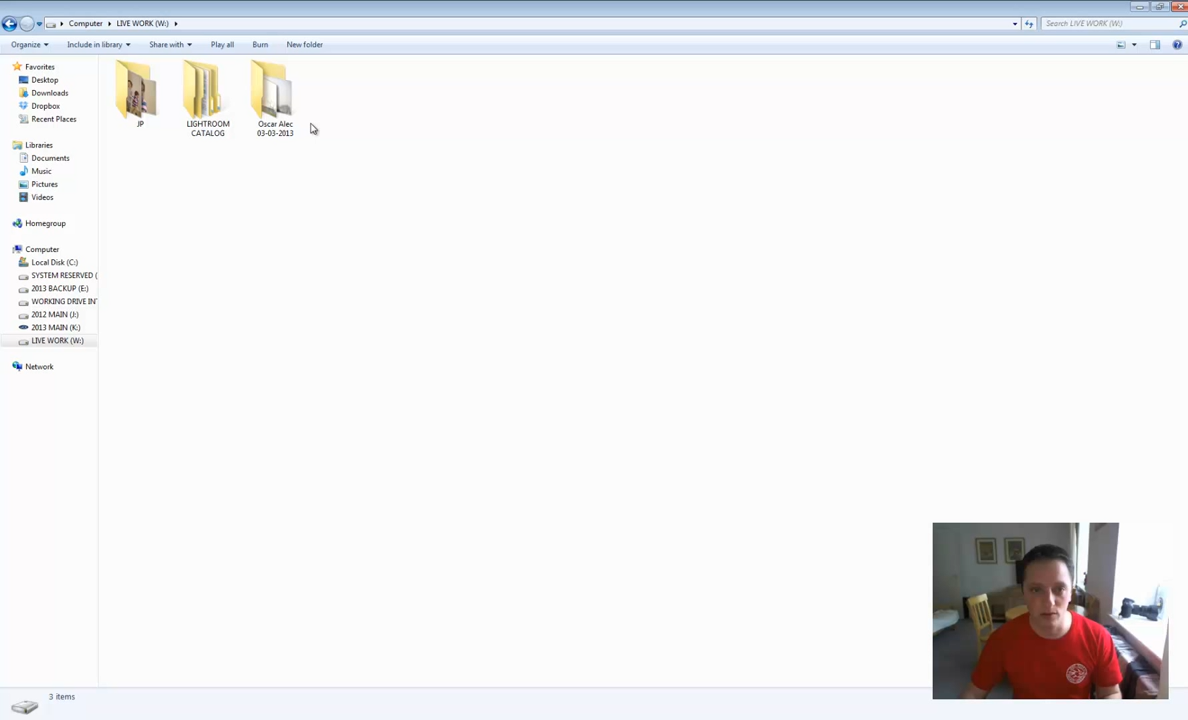 Computer ▸ LIVE WORK (W:) ▸
Search LIVE WORK (W:)
Organize Include in library Share with Play all Burn New folder
Favorites
Desktop
Downloads
Dropbox
Recent Places
Libraries
Documents
Music
Pictures
Videos
Homegroup
Computer
Local Disk (C:)
SYSTEM RESERVED (
2013 BACKUP (E:)
WORKING DRIVE IN
2012 MAIN (J:)
2013 MAIN (K:)
LIVE WORK (W:)
Network
JP
LIGHTROOM
CATALOG
Oscar Alec
03-03-2013
3 items